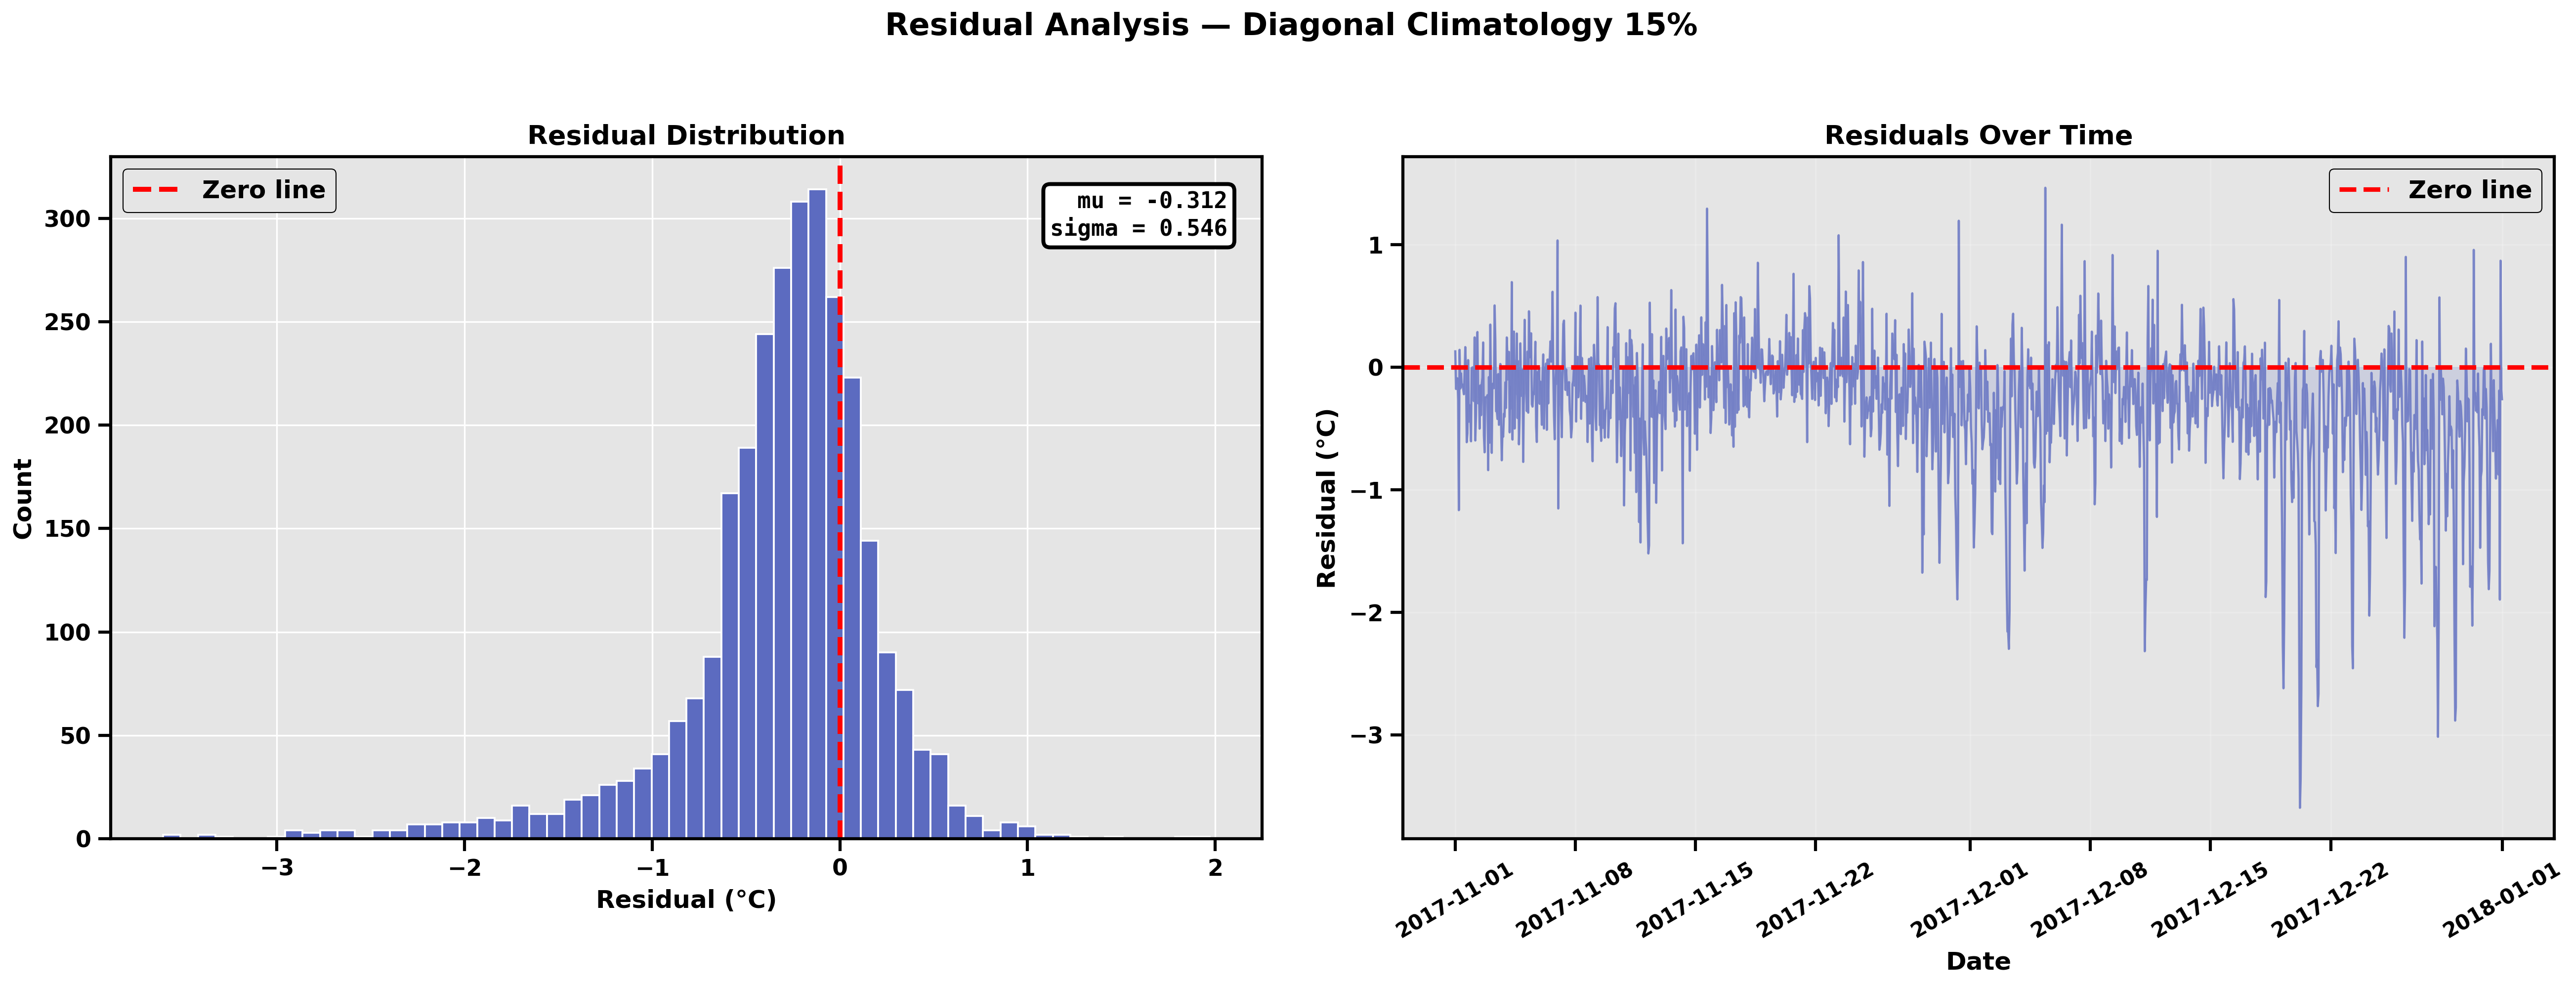 Residual Analysis — Diagonal Climatology 15%
Residual Distribution
Zero line
mu = -0.312
sigma = 0.546
300
250
200
150
100
50
0
Count
−3
−2
−1
0
1
2
Residual (°C)
Residuals Over Time
Zero line
1
0
−1
−2
−3
Residual (°C)
2017-11-01
2017-11-08
2017-11-15
2017-11-22
2017-12-01
2017-12-08
2017-12-15
2017-12-22
2018-01-01
Date